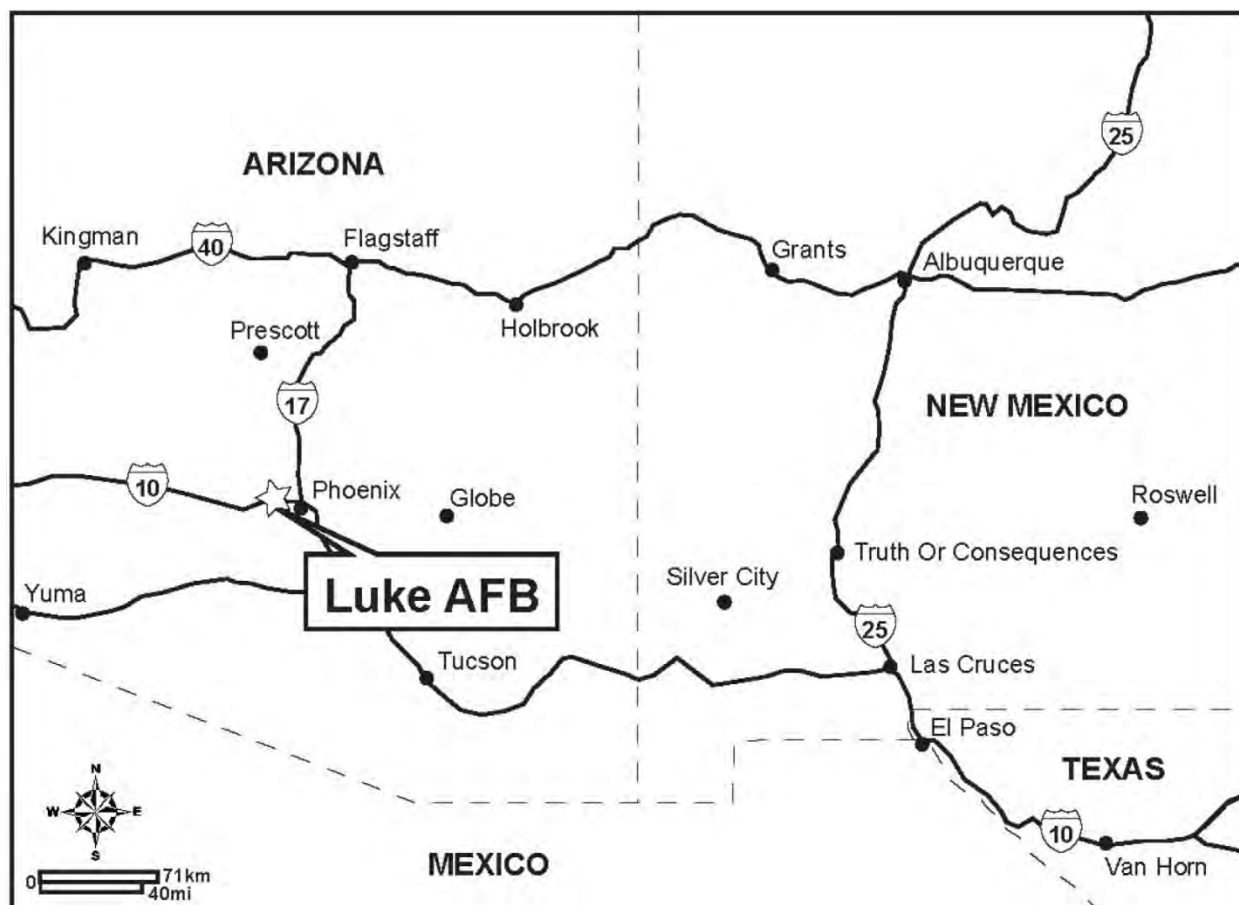 25
ARIZONA
Kingman
40
Flagstaff
Grants
Albuquerque
Prescott
Holbrook
17
NEW MEXICO
10
Phoenix
Globe
Roswell
Truth Or Consequences
Yuma
Luke AFB
Silver City
25
Tucson
Las Cruces
El Paso
TEXAS
N
W E
S
10
MEXICO
Van Horn
0
71km
40mi